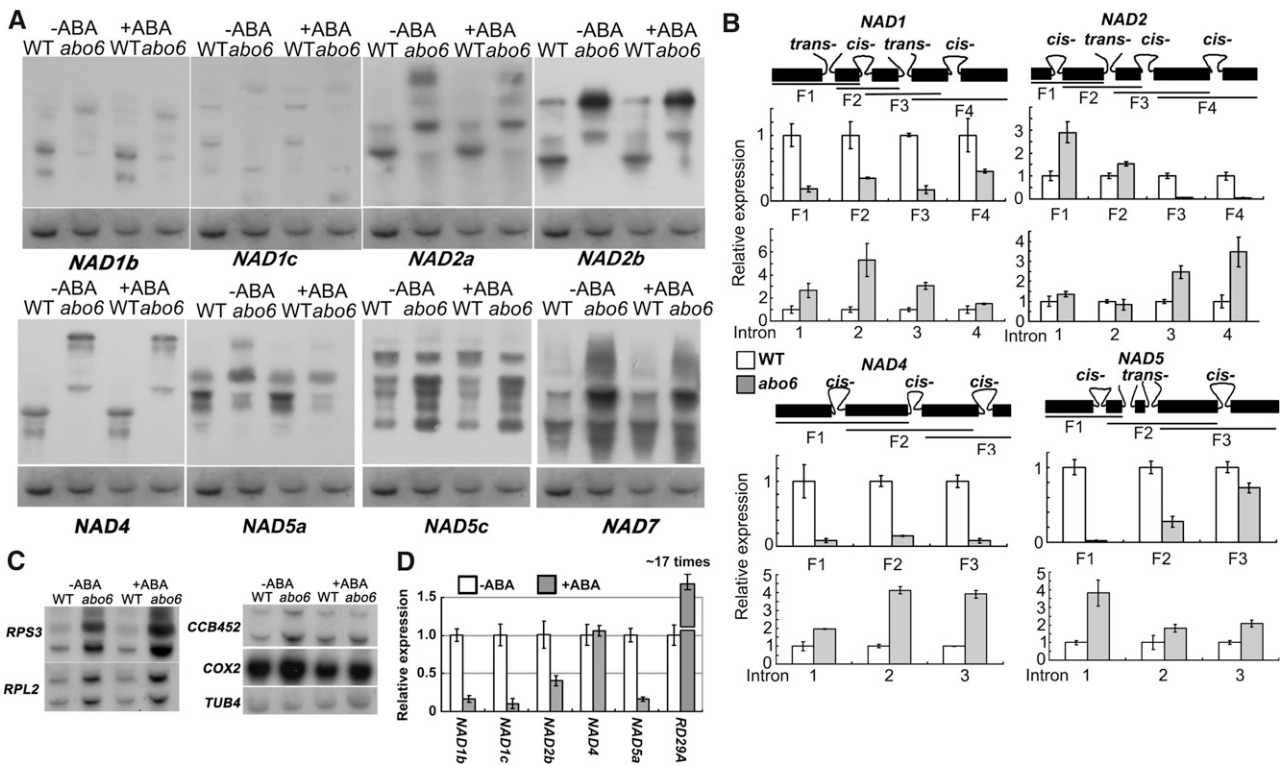 A
-ABA +ABA -ABA +ABA -ABA +ABA -ABA +ABA
WT abo6 WT abo6 WT abo6 WT abo6 WT abo6 WT abo6 WT abo6 WT abo6
NAD1b NAD1c NAD2a NAD2b
-ABA +ABA -ABA +ABA -ABA +ABA -ABA +ABA
WT abo6 WT abo6 WT abo6 WT abo6 WT abo6 WT abo6 WT abo6 WT abo6
NAD4 NAD5a NAD5c NAD7
B
NAD1
trans- cis- trans- cis-
F1
F2
F3
F4
Relative expression
1
0
F1 F2 F3 F4
6
4
2
0
Intron 1 2 3 4
NAD2
cis- trans- cis- cis-
F1
F2
F3
F4
3
2
1
0
F1 F2 F3 F4
4
3
2
1
0
Intron 1 2 3 4
WT
abo6
NAD4
cis- cis- cis-
F1
F2
F3
Relative expression
1
0
F1 F2 F3
5
4
3
2
1
0
Intron 1 2 3
NAD5
cis- trans- cis-
F1
F2
F3
1
0
F1 F2 F3
5
4
3
2
1
0
Intron 1 2 3
C
-ABA +ABA
WT abo6 WT abo6
RPS3
RPL2
-ABA +ABA
WT abo6 WT abo6
CCB452
COX2
TUB4
D
~17 times
-ABA +ABA
Relative expression
1.5
1.0
0.5
0
NAD1b NAD1c NAD2b NAD4 NAD5a RD29A